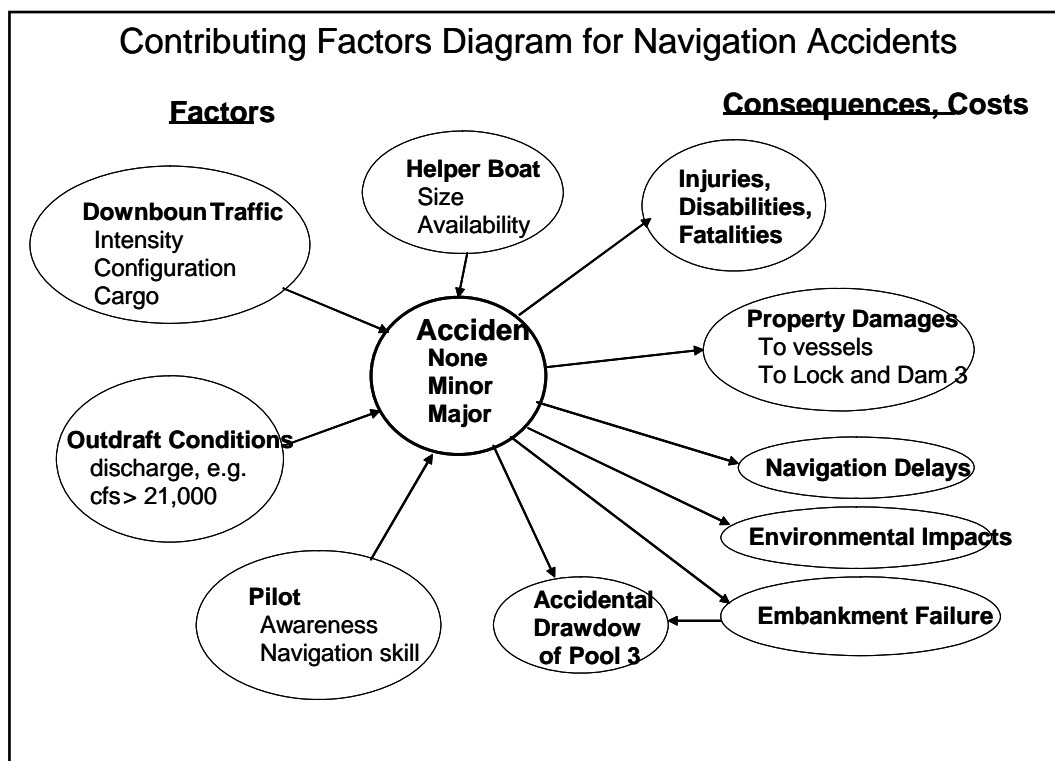 Contributing Factors Diagram for Navigation Accidents
Factors
Consequences, Costs
Downboun Traffic
Intensity
Configuration
Cargo
Helper Boat
Size
Availability
Injuries,
Disabilities,
Fatalities
Acciden
None
Minor
Major
Property Damages
To vessels
To Lock and Dam 3
Outdraft Conditions
discharge, e.g.
cfs> 21,000
Navigation Delays
Environmental Impacts
Pilot
Awareness
Navigation skill
Accidental
Drawdow
of Pool 3
Embankment Failure